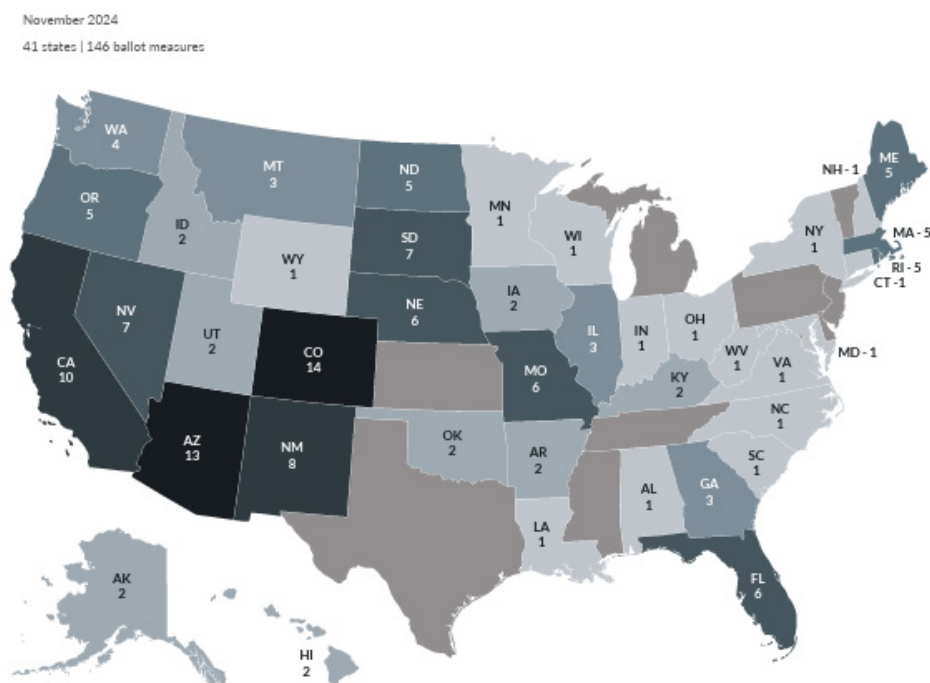 November 2024
41 states | 146 ballot measures
WA
4
MT
3
ND
5
ME
5
NH - 1
OR
5
ID
2
MN
1
WI
1
NY
1
MA - 5
SD
7
WY
1
RI - 5
CT -1
NE
6
IA
2
NV
7
UT
2
IL
3
IN
1
OH
1
MD - 1
CO
14
CA
10
MO
6
WV
1
VA
1
KY
2
NC
1
AZ
13
NM
8
OK
2
AR
2
SC
1
GA
3
AL
1
LA
1
FL
6
AK
2
HI
2